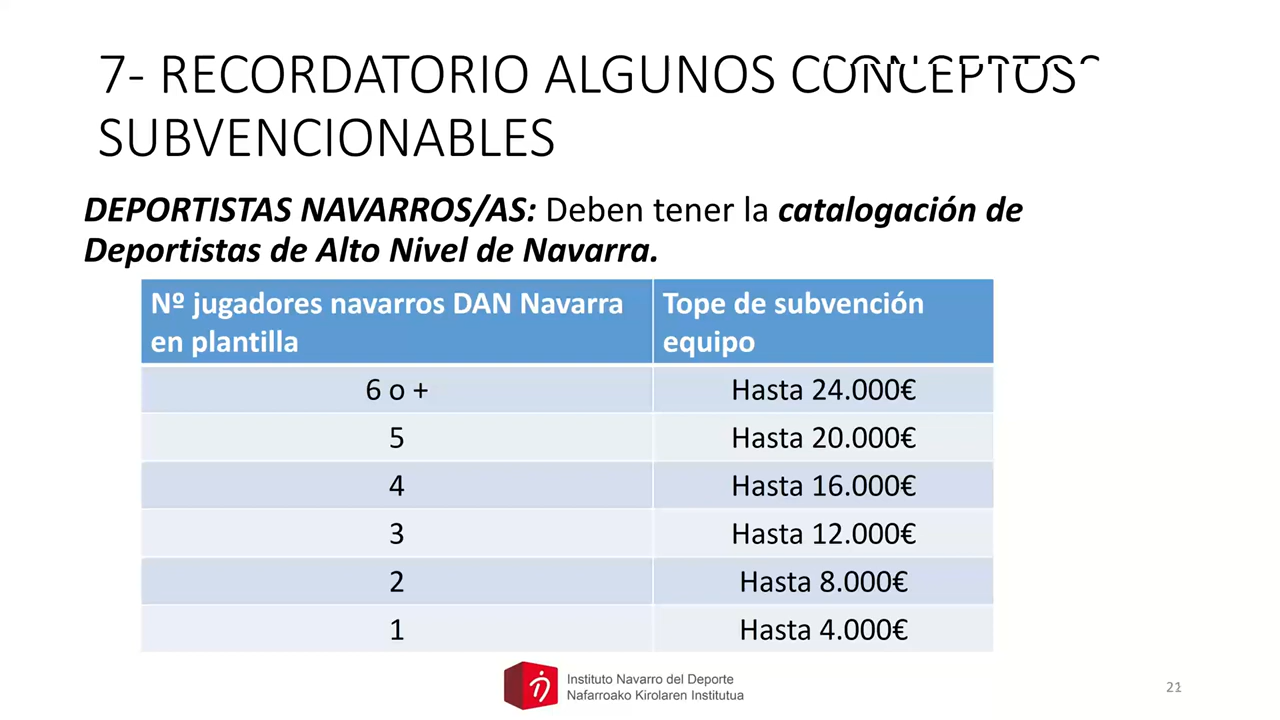 7- RECORDATORIO ALGUNOS CONCEPTOS
SUBVENCIONABLES
DEPORTISTAS NAVARROS/AS: Deben tener la catalogación de
Deportistas de Alto Nivel de Navarra.
Nº jugadores navarros DAN Navarra
en plantilla
Tope de subvención
equipo
6 o +
Hasta 24.000€
5
Hasta 20.000€
4
Hasta 16.000€
3
Hasta 12.000€
2
Hasta 8.000€
1
Hasta 4.000€
Instituto Navarro del Deporte
Nafarroako Kirolaren Institutua
21